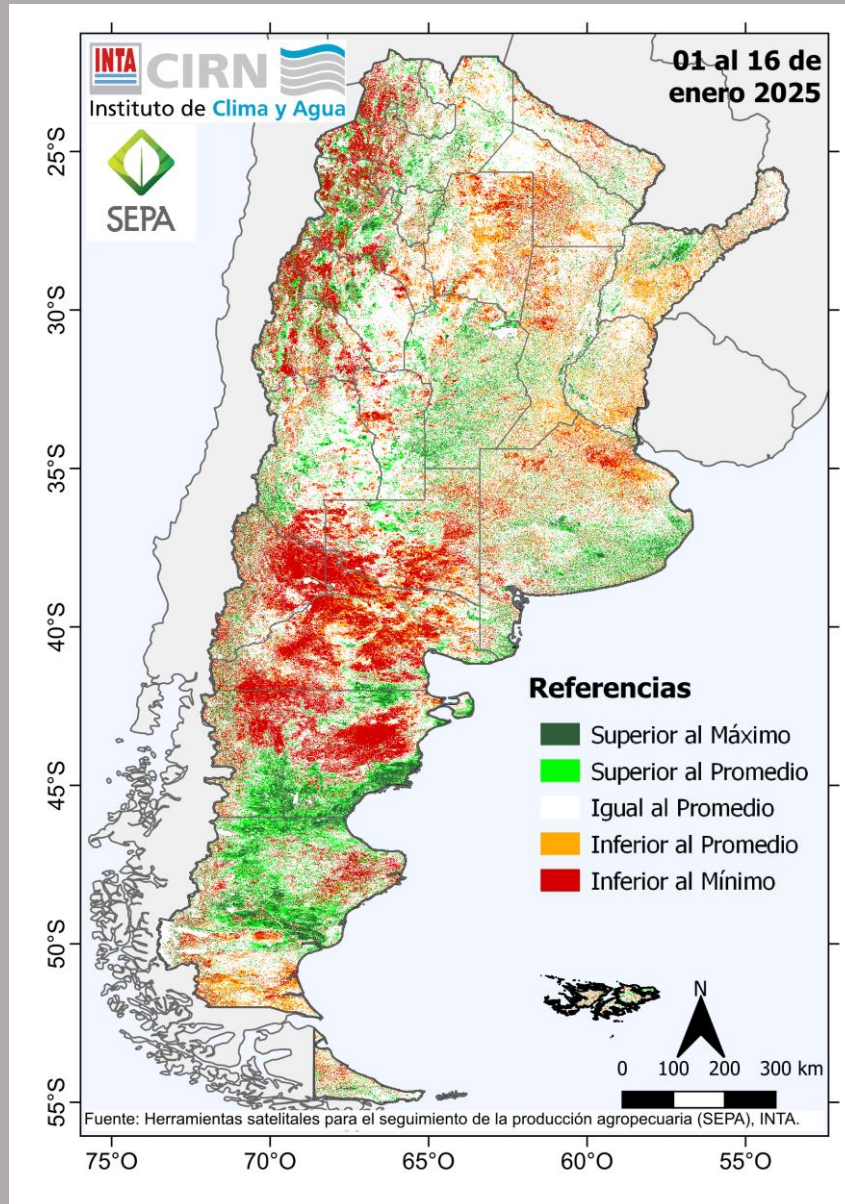 INTA CIRN
Instituto de Clima y Agua
SEPA
01 al 16 de
enero 2025
25°S
30°S
35°S
40°S
45°S
50°S
55°S
Referencias
Superior al Máximo
Superior al Promedio
Igual al Promedio
Inferior al Promedio
Inferior al Mínimo
N
0 100 200 300 km
Fuente: Herramientas satelitales para el seguimiento de la producción agropecuaria (SEPA), INTA.
75°O 70°O 65°O 60°O 55°O